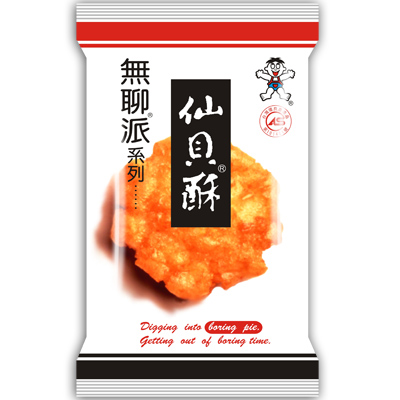 無聊派®
系列
仙貝酥®
Digging into boring pie.
Getting out of boring time.